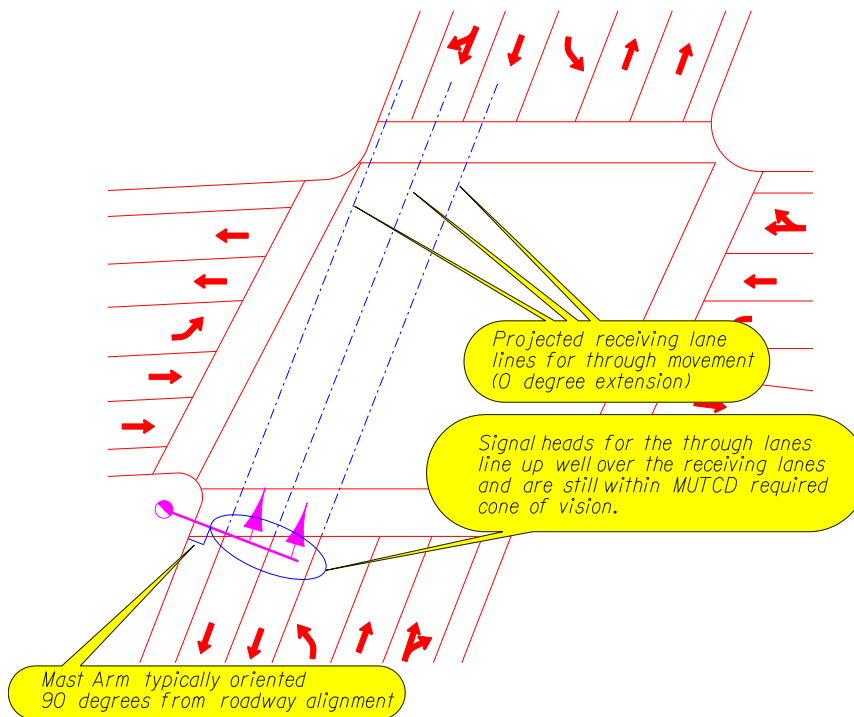 Projected receiving lane
lines for through movement
(0 degree extension)
Signal heads for the through lanes
line up well over the receiving lanes
and are still within MUTCD required
cone of vision.
Mast Arm typically oriented
90 degrees from roadway alignment